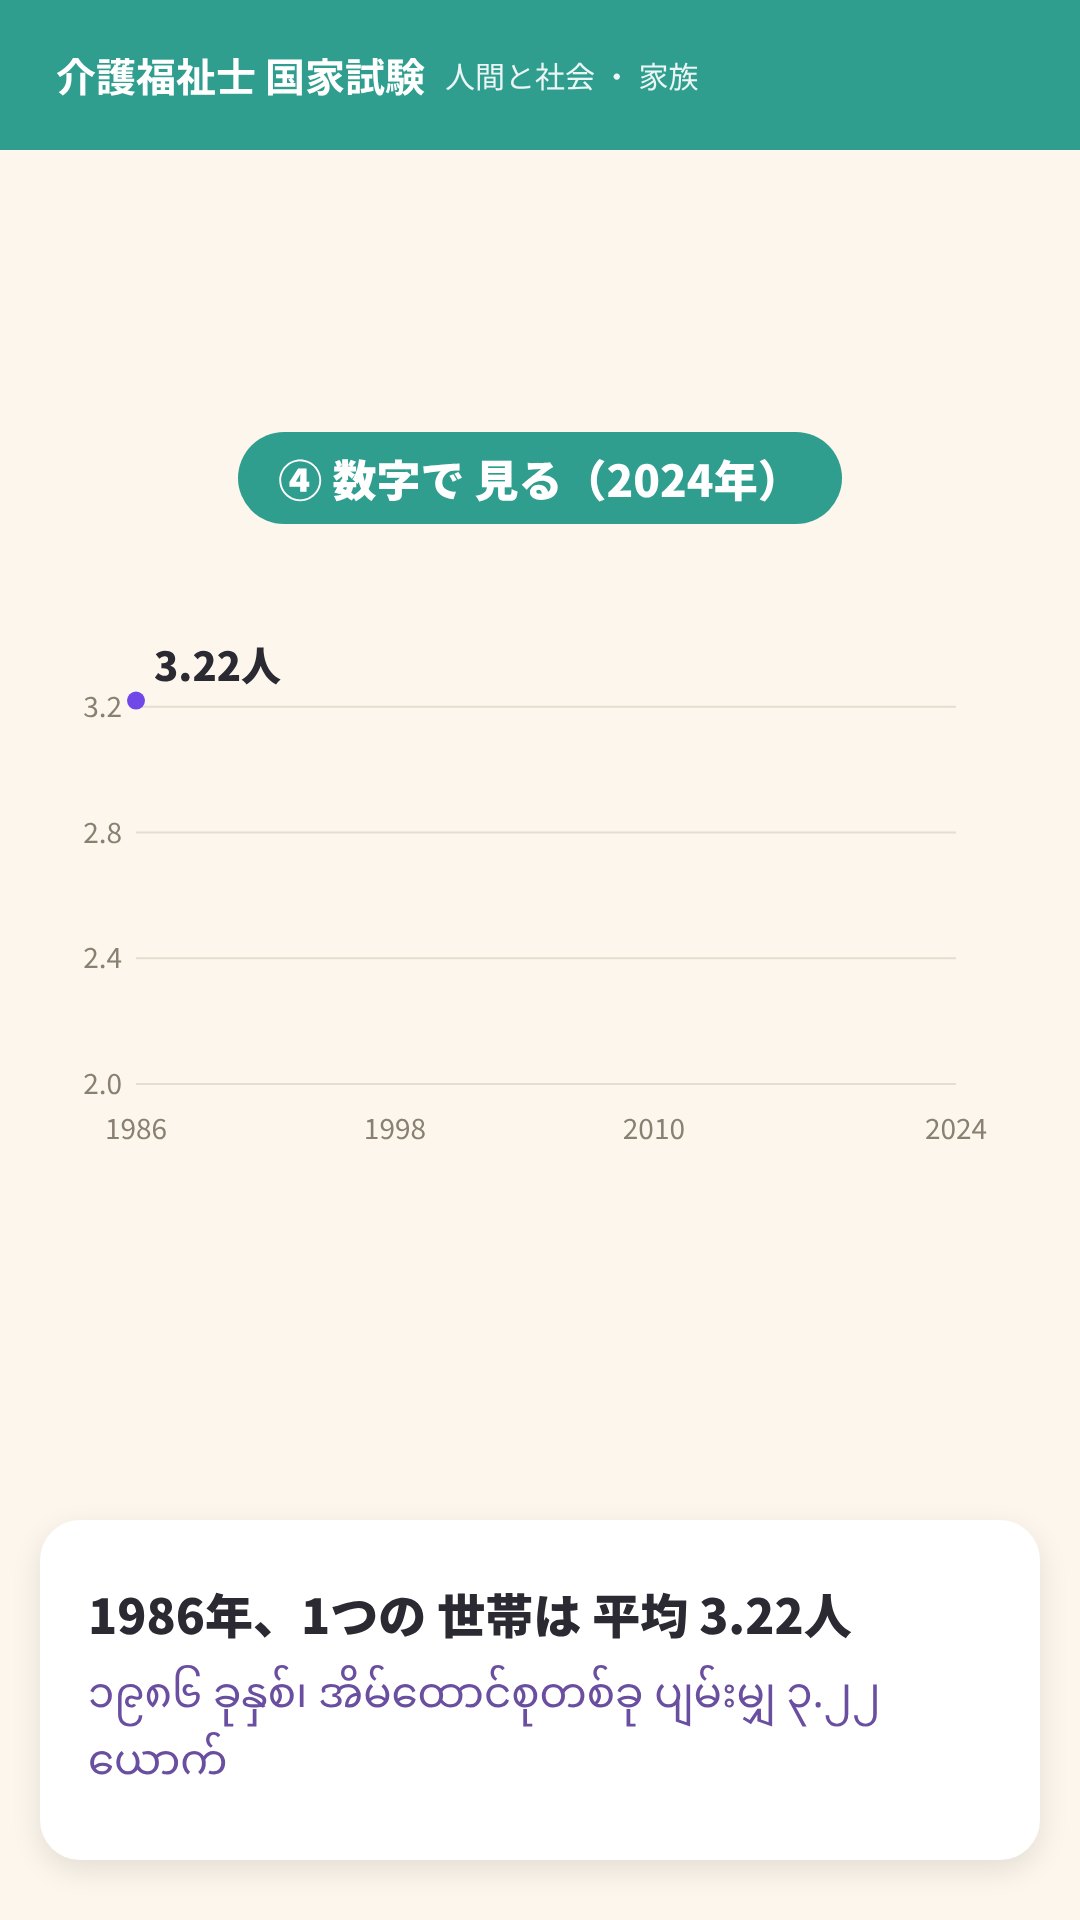 介護福祉士 国家試験 人間と社会 ・ 家族
④ 数字で 見る（2024年）
3.22人
3.2
2.8
2.4
2.0
1986 1998 2010 2024
1986年、1つの 世帯は 平均 3.22人
၁၉၈၆ ခုနှစ်၊ အိမ်ထောင်စုတစ်ခု ပျမ်းမျှ ၃.၂၂
ယောက်